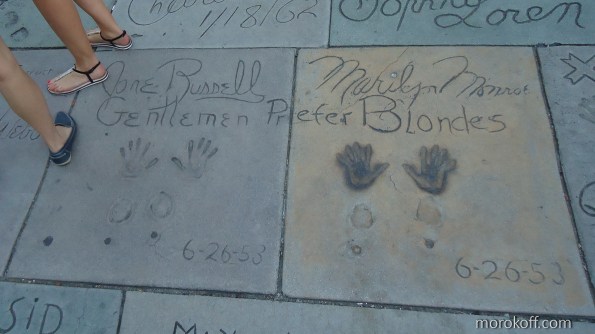 1/18/62
Sophia Loren
Jane Russell Marilyn Monroe
Gentlemen Prefer Blondes
6-26-53 6-26-53
SID
morokoff.com